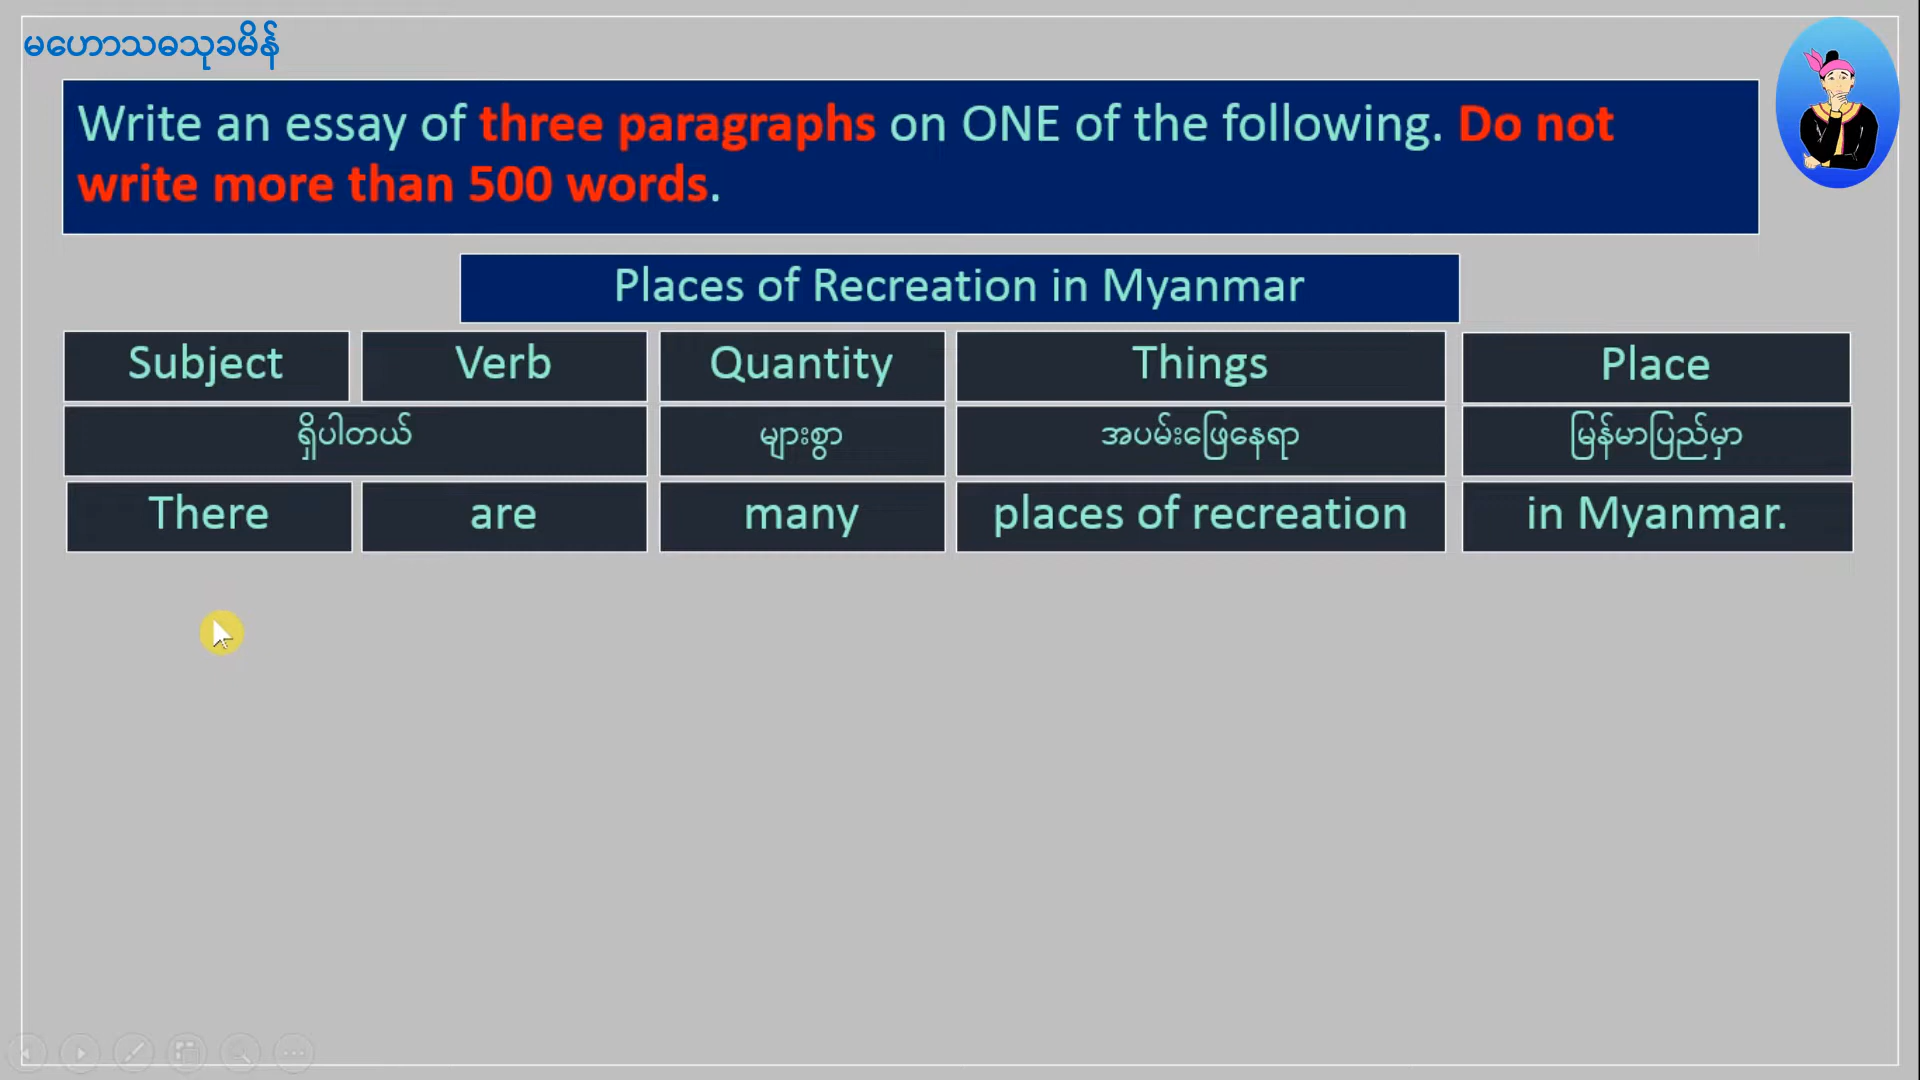 မဟောသဓသုခမိန်
Write an essay of three paragraphs on ONE of the following. Do not
write more than 500 words.
Places of Recreation in Myanmar
Subject Verb Quantity Things Place
ရှိပါတယ် များစွာ အပမ်းဖြေနေရာ မြန်မာပြည်မှာ
There are many places of recreation in Myanmar.